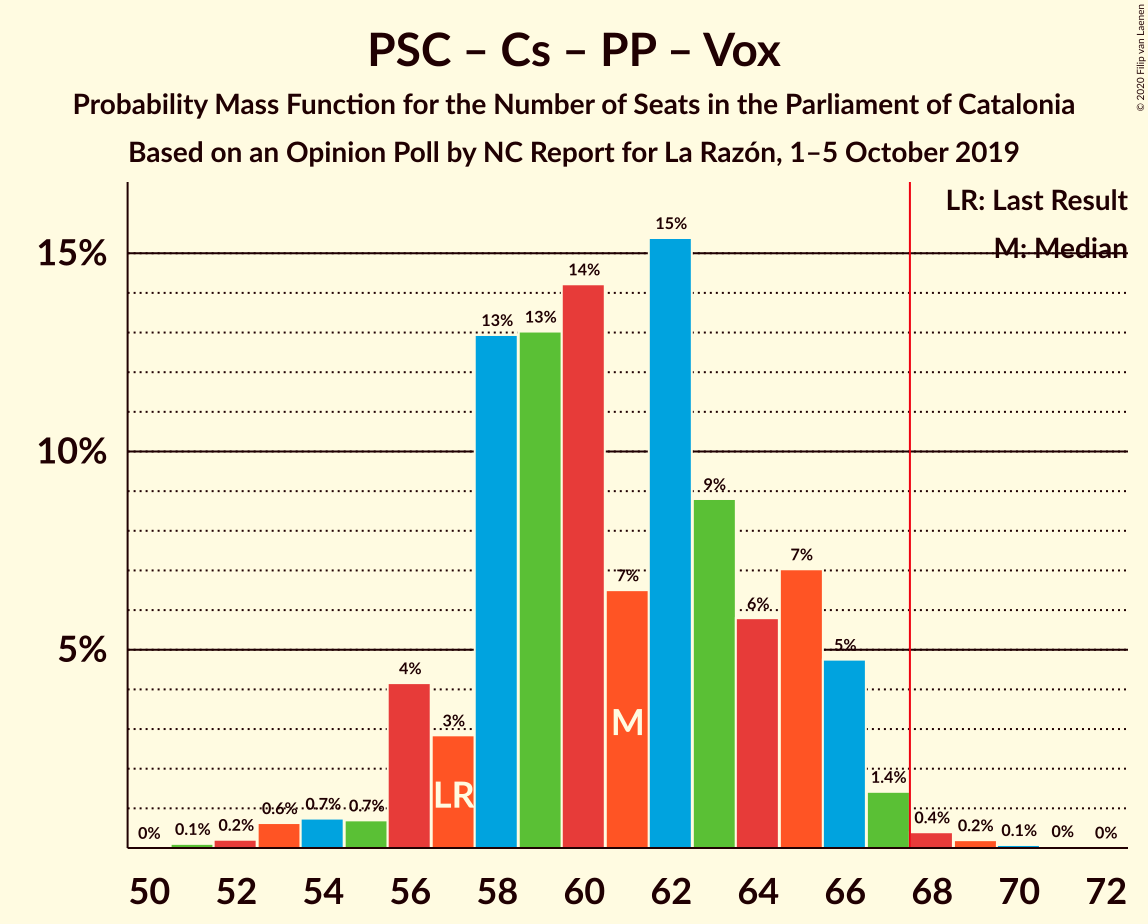 PSC – Cs – PP – Vox
Probability Mass Function for the Number of Seats in the Parliament of Catalonia
Based on an Opinion Poll by NC Report for La Razón, 1–5 October 2019
© 2020 Filip van Laenen
LR: Last Result
M: Median
15%
10%
5%
0%
0.1%
0.2%
0.6%
0.7%
0.7%
4%
3%
13%
13%
14%
7%
15%
9%
6%
7%
5%
1.4%
0.4%
0.2%
0.1%
0%
0%
LR
M
50 52 54 56 58 60 62 64 66 68 70 72